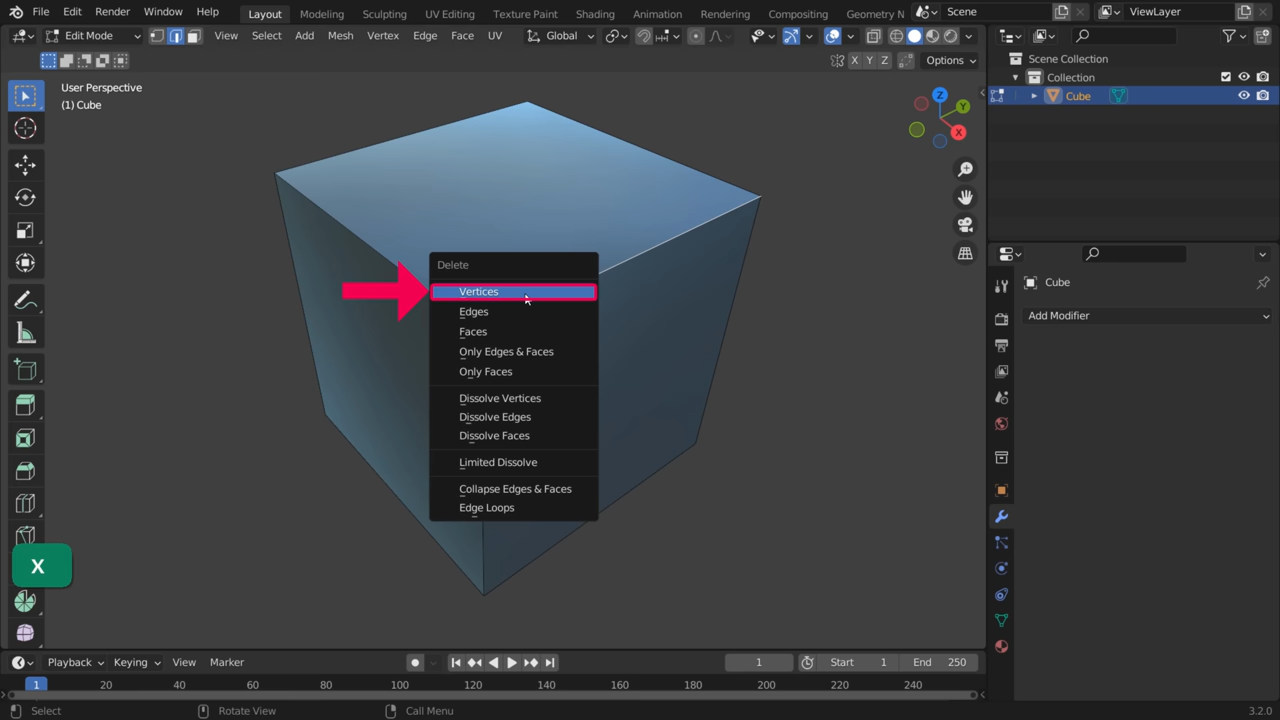 File Edit Render Window Help Layout Modeling Sculpting UV Editing Texture Paint Shading Animation Rendering Compositing Geometry N Scene ViewLayer
Edit Mode View Select Add Mesh Vertex Edge Face UV Global
X Y Z Options
User Perspective
(1) Cube
Z
Y
X
Scene Collection
Collection
Cube
Cube
Add Modifier
Delete
Vertices
Edges
Faces
Only Edges & Faces
Only Faces
Dissolve Vertices
Dissolve Edges
Dissolve Faces
Limited Dissolve
Collapse Edges & Faces
Edge Loops
X
Playback Keying View Marker 1 Start 1 End 250
1 20 40 60 80 100 120 140 160 180 200 220 240
Select Rotate View Call Menu 3.2.0